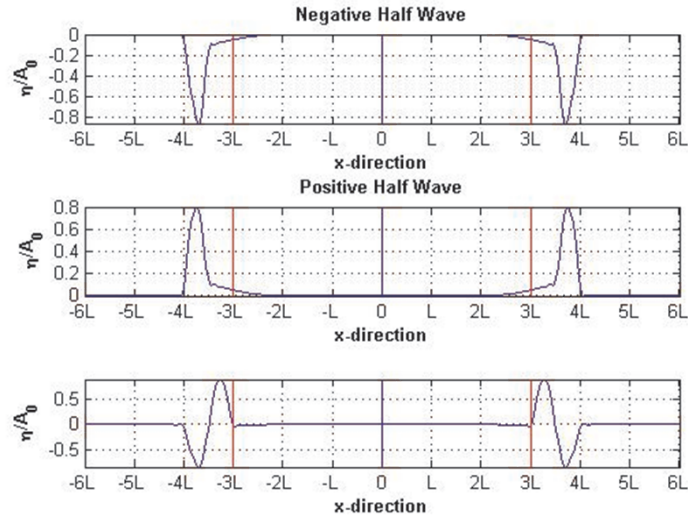 Negative Half Wave
0
-0.2
-0.4
-0.6
-0.8
η/A0
-6L -5L -4L -3L -2L -L 0 L 2L 3L 4L 5L 6L
x-direction
Positive Half Wave
0.8
0.6
0.4
0.2
0
η/A0
-6L -5L -4L -3L -2L -L 0 L 2L 3L 4L 5L 6L
x-direction
0.5
0
-0.5
η/A0
-6L -5L -4L -3L -2L -L 0 L 2L 3L 4L 5L 6L
x-direction